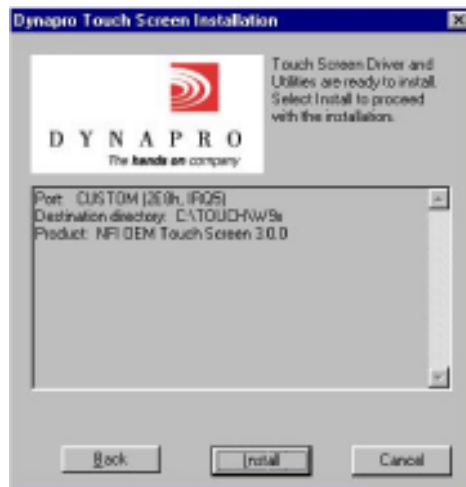 Dynapro Touch Screen Installation
Touch Screen Driver and
Utilities are ready to install.
Select Install to proceed
with the installation.
DYNAPRO
The hands on company
Port: CUSTOM (2E8h, IRQ5)
Destination directory: C:\TOUCH\W9x
Product: NFI OEM Touch Screen 3.0.0
Back
Install
Cancel